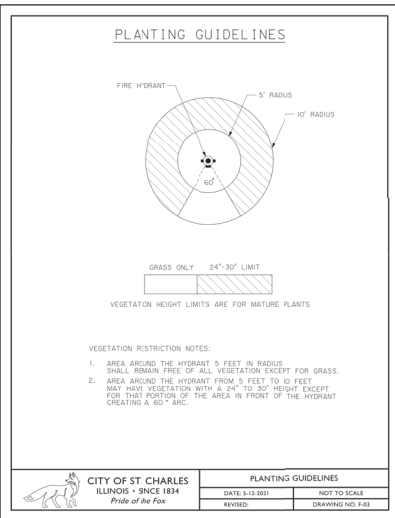 PLANTING GUIDELINES
FIRE HYDRANT
5' RADIUS
10' RADIUS
60°
GRASS ONLY 24"-30" LIMIT
VEGETATON HEIGHT LIMITS ARE FOR MATURE PLANTS
VEGETATION RESTRICTION NOTES:
1. AREA AROUND THE HYDRANT 5 FEET IN RADIUS
SHALL REMAIN FREE OF ALL VEGETATION EXCEPT FOR GRASS.
2. AREA AROUND THE HYDRANT FROM 5 FEET TO 10 FEET
MAY HAVE VEGETATION WITH A 24" TO 30" HEIGHT EXCEPT
FOR THAT PORTION OF THE AREA IN FRONT OF THE HYDRANT
CREATING A 60° ARC.
CITY OF ST CHARLES
ILLINOIS • SINCE 1834
Pride of the Fox
PLANTING GUIDELINES
DATE: 5-12-2021 NOT TO SCALE
REVISED: DRAWING NO. F-03